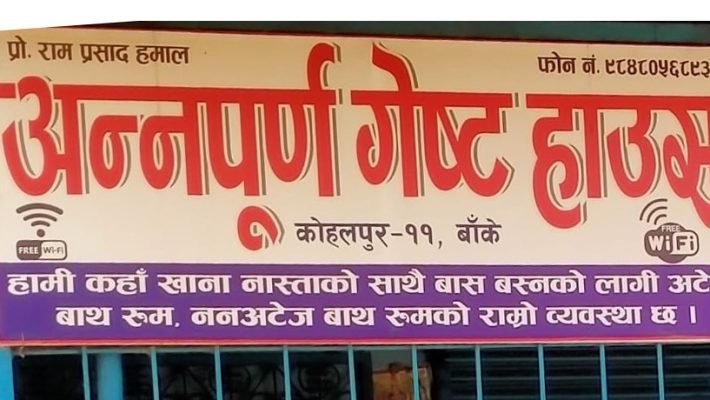 प्रो. राम प्रसाद हमाल
फोन नं. ९८४८०५६८९३
अन्नपूर्ण गेष्ट हाउस
FREE Wi-Fi
कोहलपुर-११, बाँके
FREE WiFi
हामी कहाँ खाना नास्ताको साथै बास बस्नको लागी अटे
बाथ रूम, ननअटेज बाथ रूमको राम्रो व्यवस्था छ ।